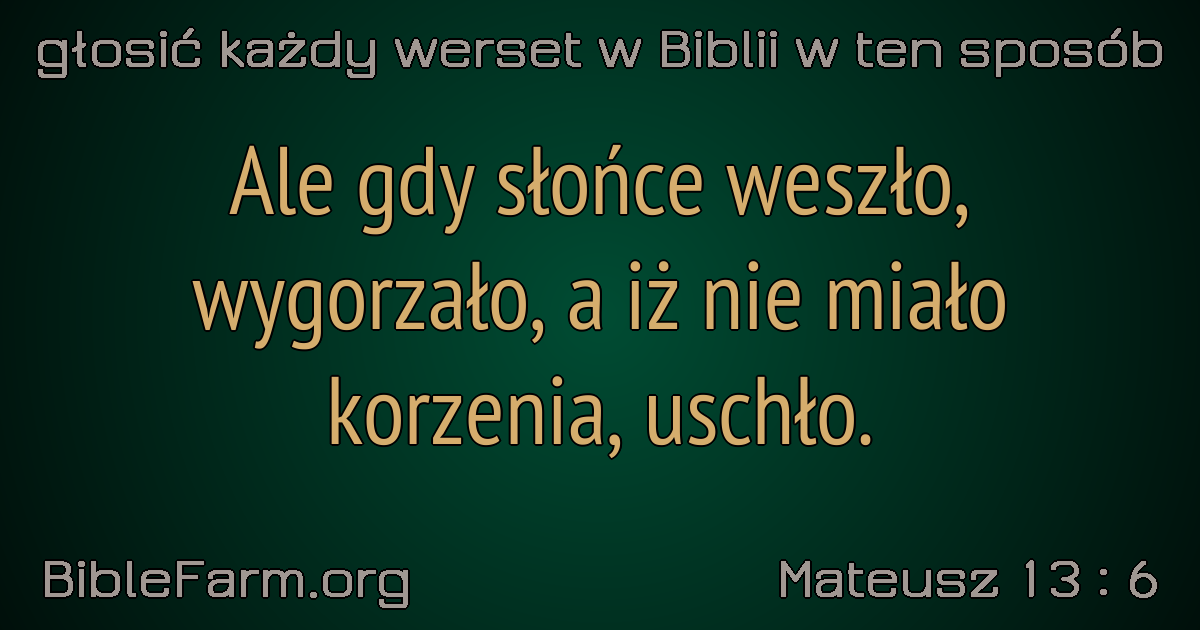 głosić każdy werset w Biblii w ten sposób
Ale gdy słońce weszło,
wygorzało, a iż nie miało
korzenia, uschło.
BibleFarm.org
Mateusz 13 : 6